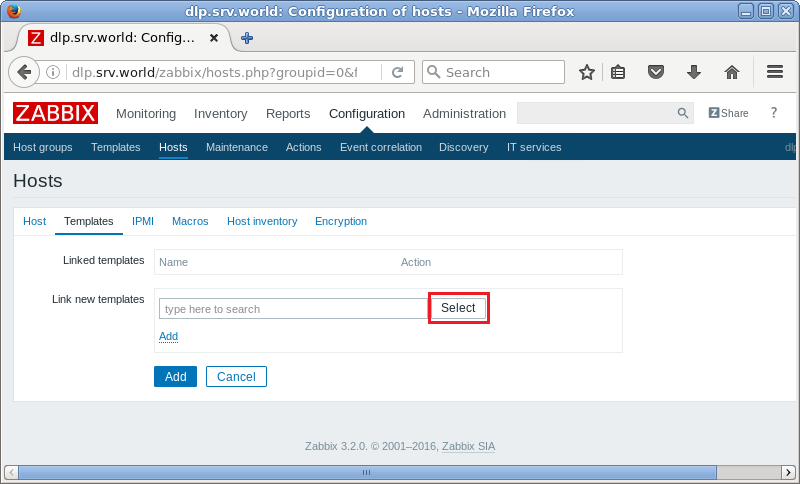 dlp.srv.world: Configuration of hosts - Mozilla Firefox
dlp.srv.world: Config...
dlp.srv.world/zabbix/hosts.php?groupid=0&f
Search
ZABBIX
Monitoring Inventory Reports Configuration Administration
Z Share ?
Host groups Templates Hosts Maintenance Actions Event correlation Discovery IT services dlp
Hosts
Host Templates IPMI Macros Host inventory Encryption
Linked templates Name Action
Link new templates
type here to search Select
Add
Add Cancel
Zabbix 3.2.0. © 2001–2016, Zabbix SIA